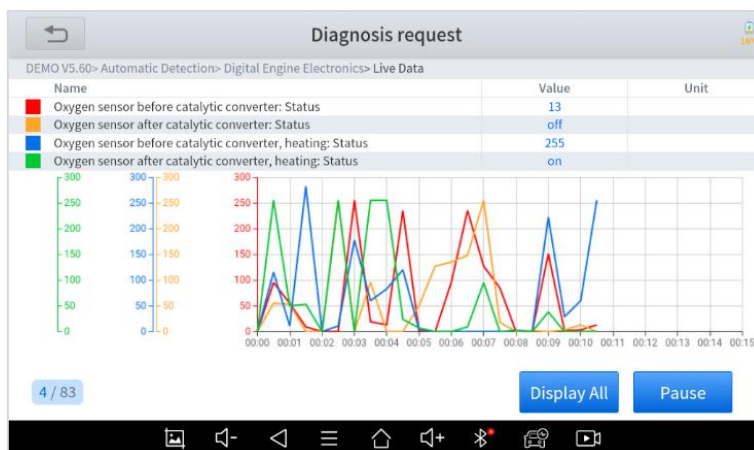 Diagnosis request
DEMO V5.60> Automatic Detection> Digital Engine Electronics> Live Data
Name Value Unit
Oxygen sensor before catalytic converter: Status 13
Oxygen sensor after catalytic converter: Status off
Oxygen sensor before catalytic converter, heating: Status 255
Oxygen sensor after catalytic converter, heating: Status on
300 300 300 300
250 250 250 250
200 200 200 200
150 150 150 150
100 100 100 100
50 50 50 50
0 0 0 0
00:00 00:01 00:02 00:03 00:04 00:05 00:06 00:07 00:08 00:09 00:10 00:11 00:12 00:13 00:14 00:15
4 / 83
Display All Pause